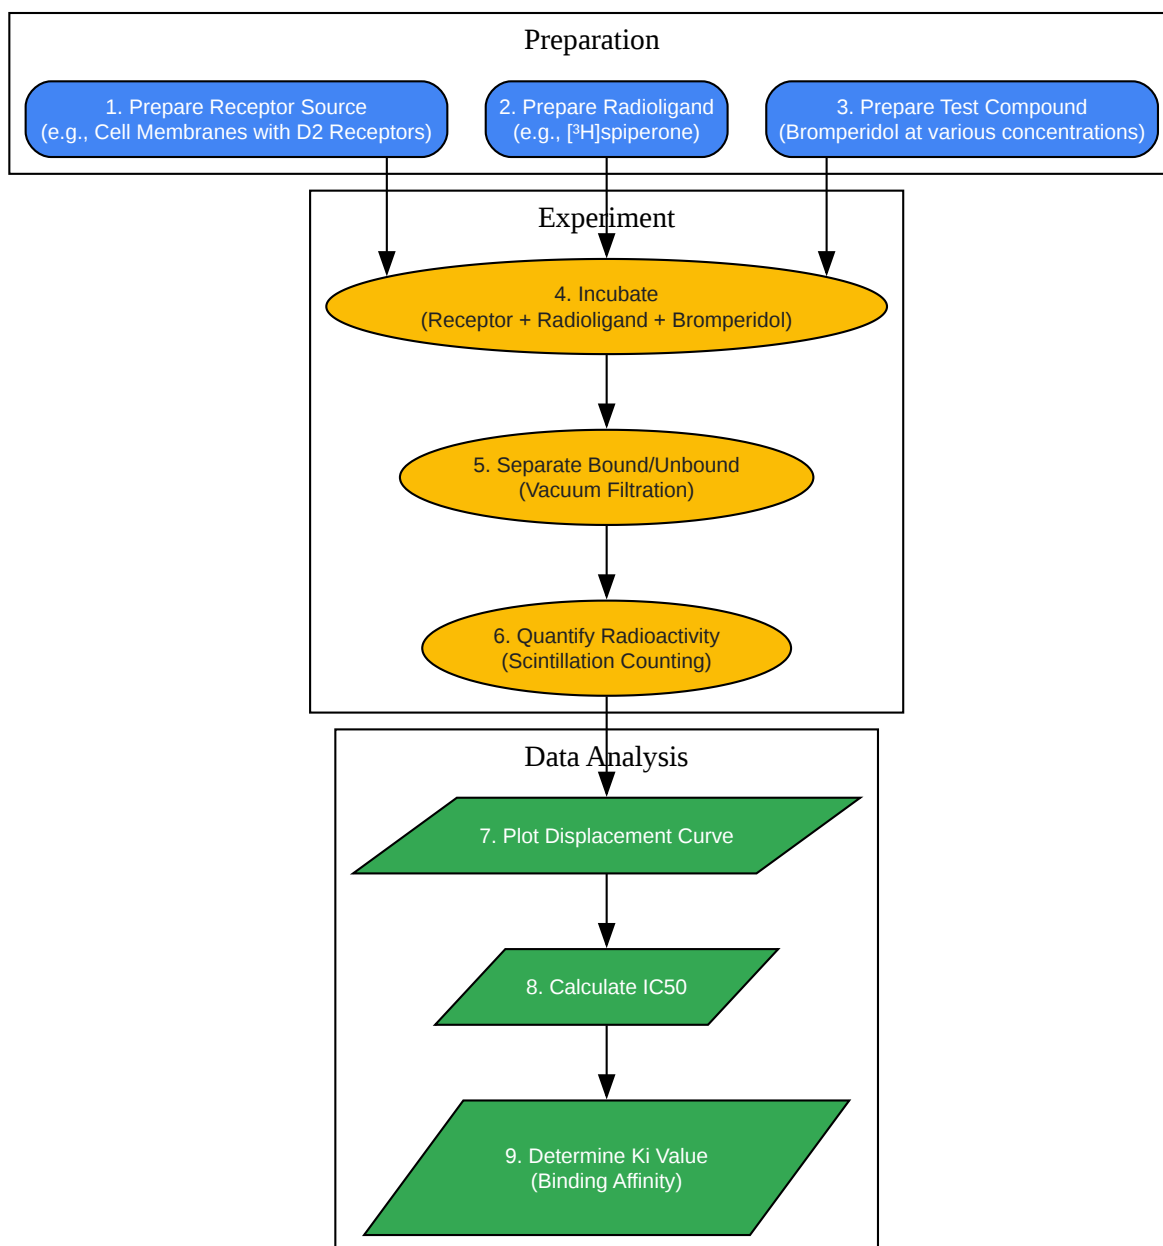 Preparation
1. Prepare Receptor Source
(e.g., Cell Membranes with D2 Receptors)
2. Prepare Radioligand
(e.g., [³H]spiperone)
3. Prepare Test Compound
(Bromperidol at various concentrations)
Experiment
4. Incubate
(Receptor + Radioligand + Bromperidol)
5. Separate Bound/Unbound
(Vacuum Filtration)
6. Quantify Radioactivity
(Scintillation Counting)
Data Analysis
7. Plot Displacement Curve
8. Calculate IC50
9. Determine Ki Value
(Binding Affinity)